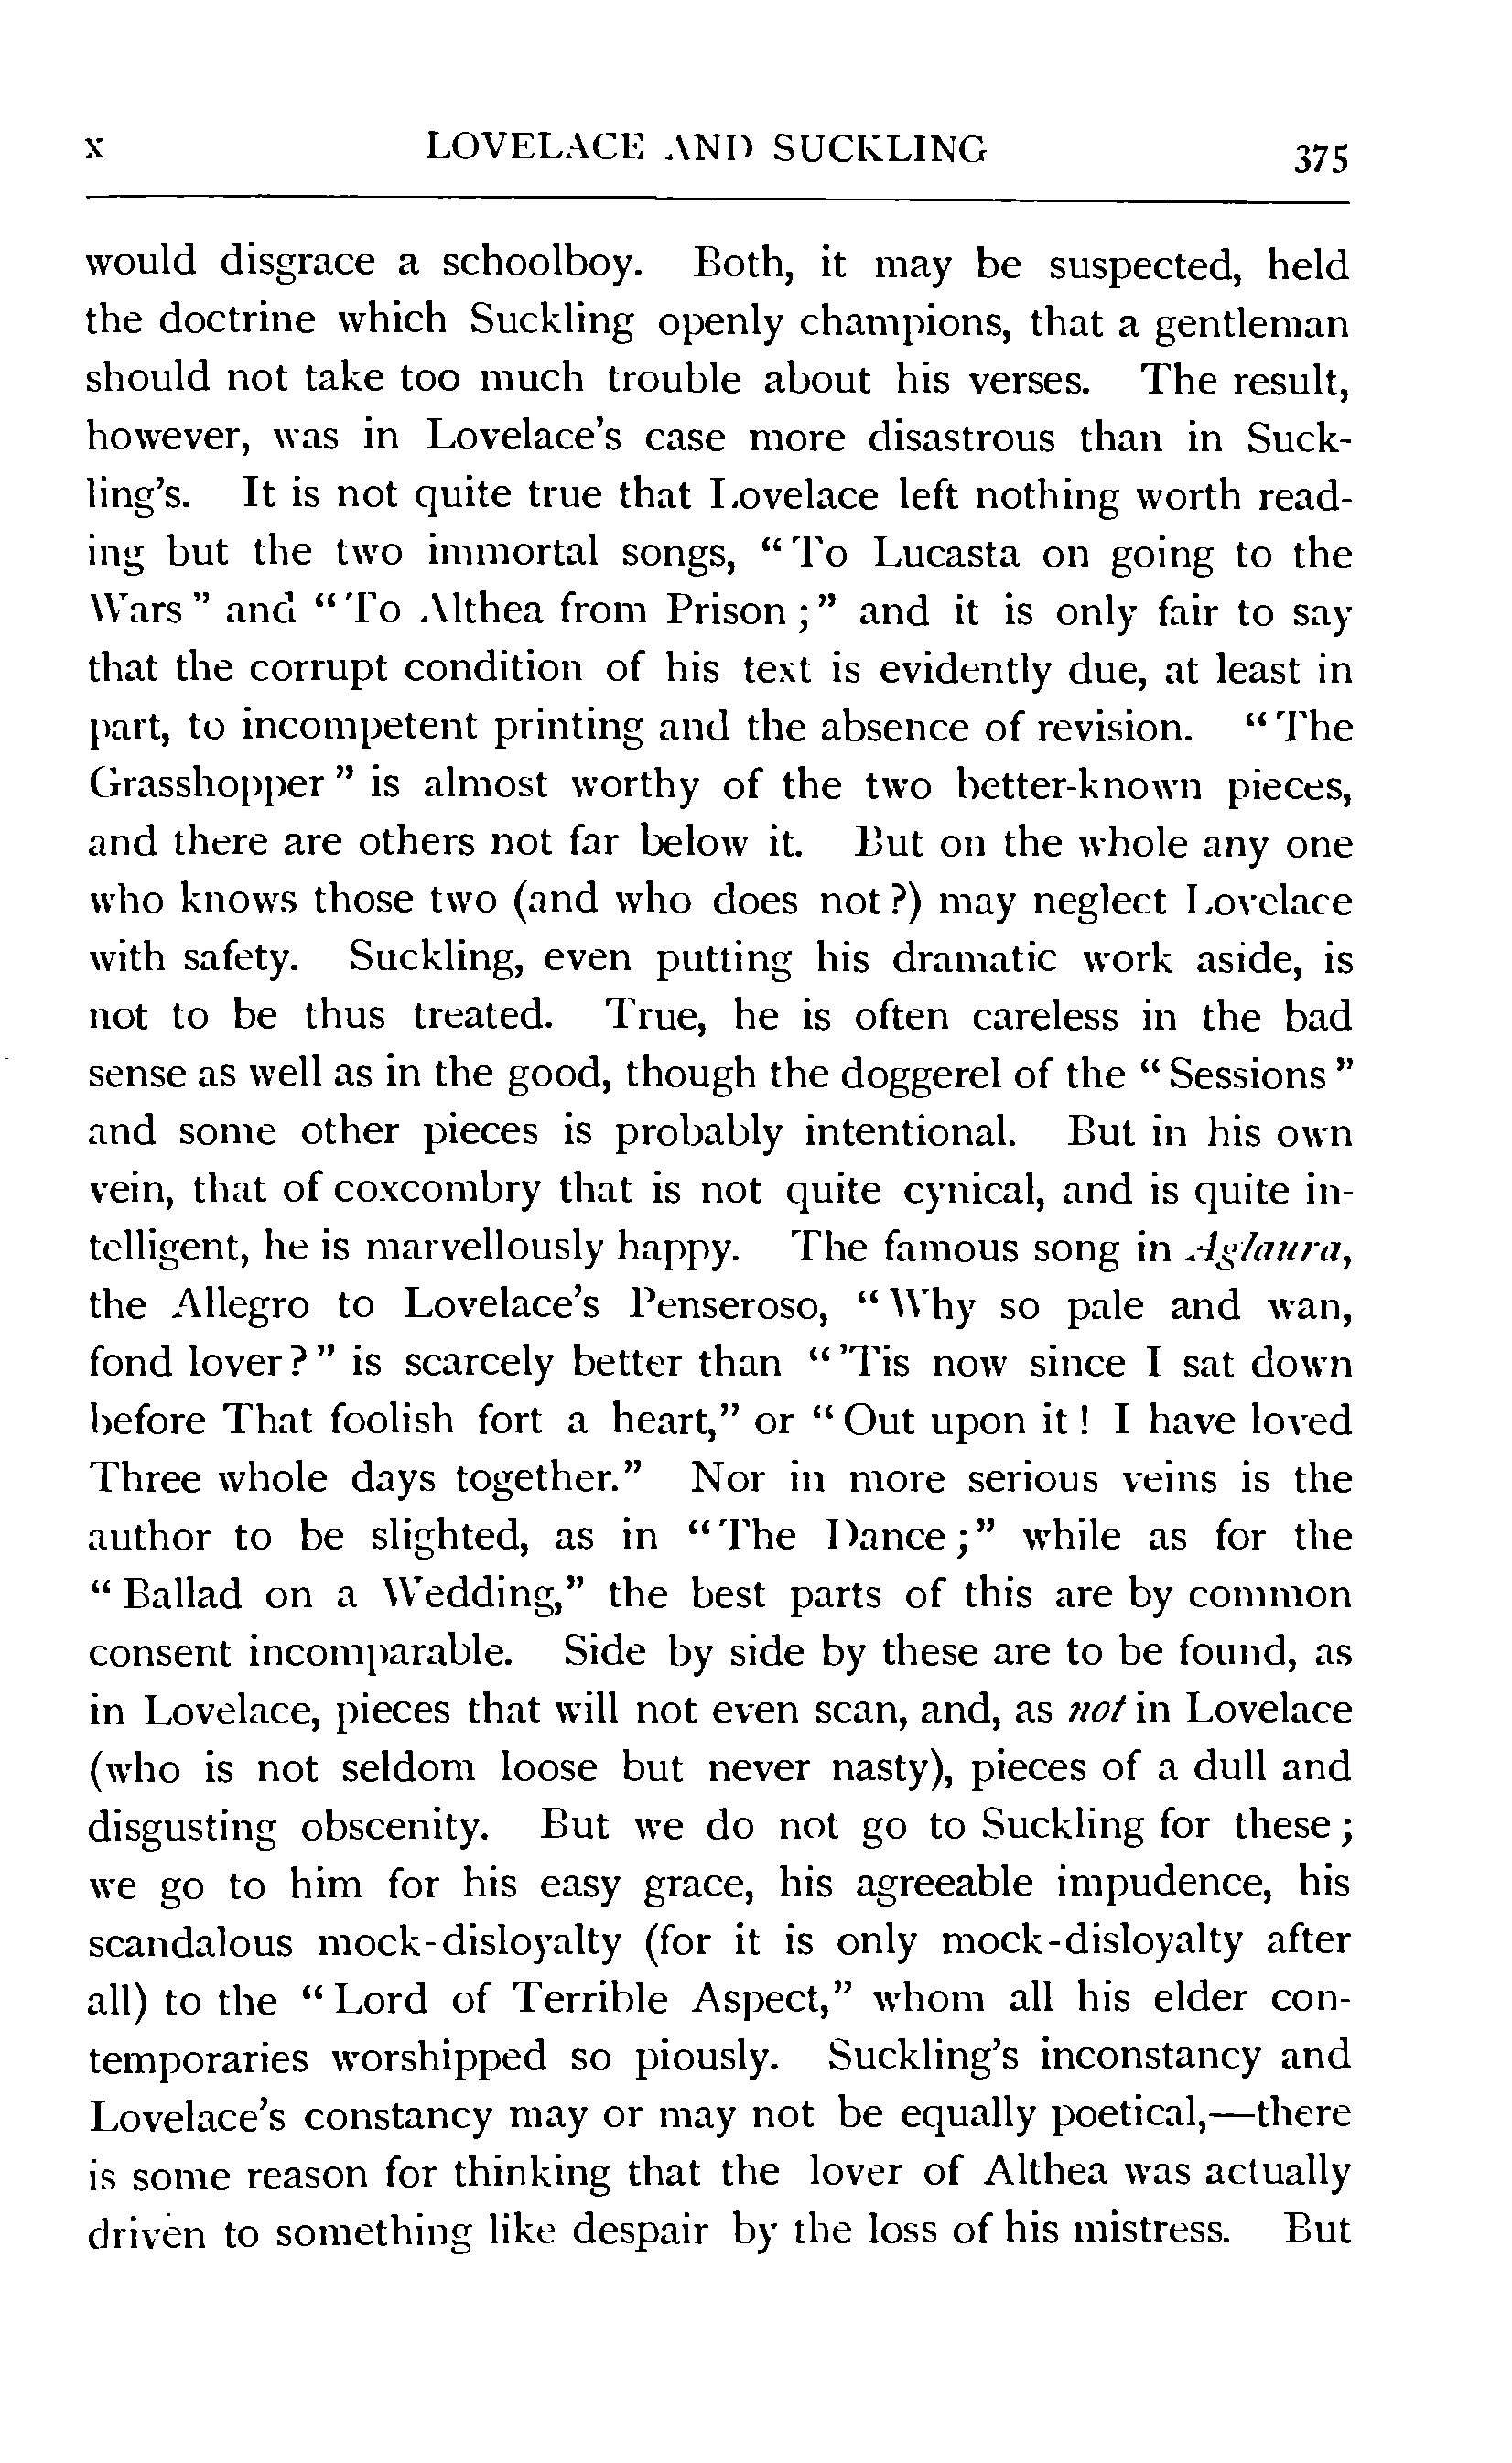 x LOVELACE AND SUCKLING 375
would disgrace a schoolboy. Both, it may be suspected, held
the doctrine which Suckling openly champions, that a gentleman
should not take too much trouble about his verses. The result,
however, was in Lovelace's case more disastrous than in Suck-
ling's. It is not quite true that Lovelace left nothing worth read-
ing but the two immortal songs, “To Lucasta on going to the
Wars” and “To Althea from Prison;” and it is only fair to say
that the corrupt condition of his text is evidently due, at least in
part, to incompetent printing and the absence of revision. “The
Grasshopper” is almost worthy of the two better-known pieces,
and there are others not far below it. But on the whole any one
who knows those two (and who does not?) may neglect Lovelace
with safety. Suckling, even putting his dramatic work aside, is
not to be thus treated. True, he is often careless in the bad
sense as well as in the good, though the doggerel of the “Sessions”
and some other pieces is probably intentional. But in his own
vein, that of coxcombry that is not quite cynical, and is quite in-
telligent, he is marvellously happy. The famous song in Aglaura,
the Allegro to Lovelace's Penseroso, “Why so pale and wan,
fond lover?” is scarcely better than “'Tis now since I sat down
before That foolish fort a heart,” or “Out upon it! I have loved
Three whole days together.” Nor in more serious veins is the
author to be slighted, as in “The Dance;” while as for the
“Ballad on a Wedding,” the best parts of this are by common
consent incomparable. Side by side by these are to be found, as
in Lovelace, pieces that will not even scan, and, as not in Lovelace
(who is not seldom loose but never nasty), pieces of a dull and
disgusting obscenity. But we do not go to Suckling for these;
we go to him for his easy grace, his agreeable impudence, his
scandalous mock-disloyalty (for it is only mock-disloyalty after
all) to the “Lord of Terrible Aspect,” whom all his elder con-
temporaries worshipped so piously. Suckling's inconstancy and
Lovelace's constancy may or may not be equally poetical,—there
is some reason for thinking that the lover of Althea was actually
driven to something like despair by the loss of his mistress. But